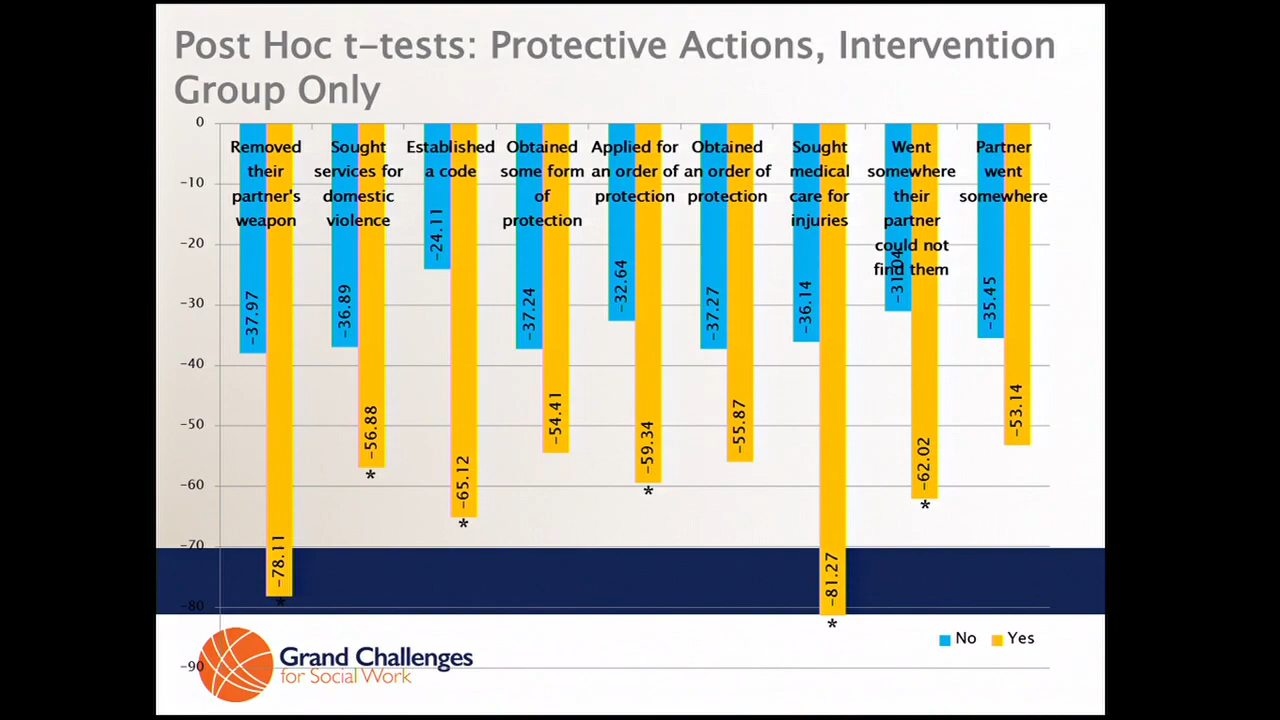 Post Hoc t-tests: Protective Actions, Intervention
Group Only
0
-10
-20
-30
-40
-50
-60
-70
-80
-90
Removed
their
partner's
weapon
Sought
services for
domestic
violence
Established
a code
Obtained
some form
of
protection
Applied for
an order of
protection
Obtained
an order of
protection
Sought
medical
care for
injuries
Went
somewhere
their
partner
could not
find them
Partner
went
somewhere
-37.97
-78.11
*
-36.89
-56.88
*
-24.11
-65.12
*
-37.24
-54.41
-32.64
-59.34
*
-37.27
-55.87
-36.14
-81.27
*
-31.04
-62.02
*
-35.45
-53.14
No
Yes
Grand Challenges
for Social Work